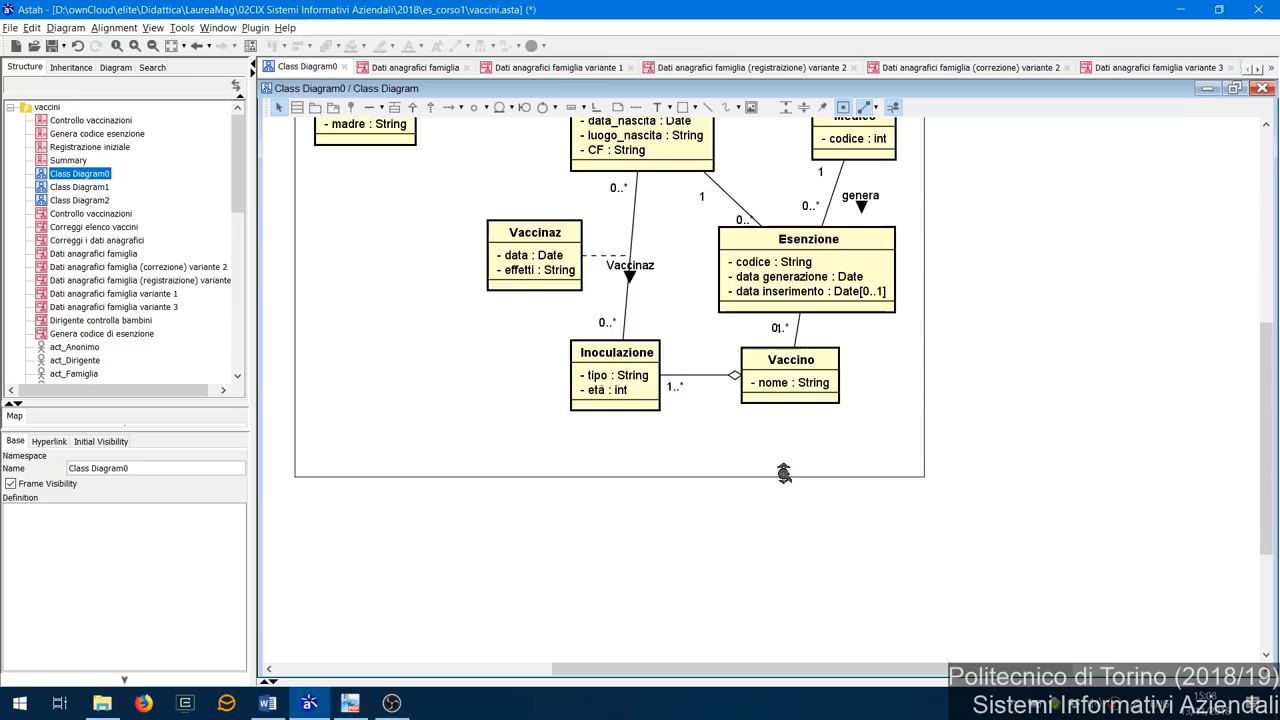 Astah - [D:\ownCloud\elite\Didattica\LaureaMag\02CIX Sistemi Informativi Aziendali\2018\es_corso1\vaccini.asta] (*)
File Edit Diagram Alignment View Tools Window Plugin Help
Structure Inheritance Diagram Search
Class Diagram0 Dati anagrafici famiglia Dati anagrafici famiglia variante 1 Dati anagrafici famiglia (registraizione) variante 2 Dati anagrafici famiglia (correzione) variante 2 Dati anagrafici famiglia variante 3
Class Diagram0 / Class Diagram
vaccini
Controllo vaccinazioni
Genera codice esenzione
Registrazione iniziale
Summary
Class Diagram0
Class Diagram1
Class Diagram2
Controllo vaccinazioni
Correggi elenco vaccini
Correggi i dati anagrafici
Dati anagrafici famiglia
Dati anagrafici famiglia (correzione) variante 2
Dati anagrafici famiglia (registraizione) variante
Dati anagrafici famiglia variante 1
Dati anagrafici famiglia variante 3
Dirigente controlla bambini
Genera codice di esenzione
act_Anonimo
act_Dirigente
act_Famiglia
Map
Base Hyperlink Initial Visibility
Namespace
Name Class Diagram0
Frame Visibility
Definition
- madre : String
- data_nascita : Date
- luogo_nascita : String
- CF : String
Medico
- codice : int
0..*
1
0..*
1
0..*
genera
Vaccinaz
- data : Date
- effetti : String
Vaccinaz
Esenzione
- codice : String
- data generazione : Date
- data inserimento : Date[0..1]
0..*
Inoculazione
- tipo : String
- età : int
1..*
Vaccino
- nome : String
Politecnico di Torino (2018/19)
Sistemi Informativi Aziendali